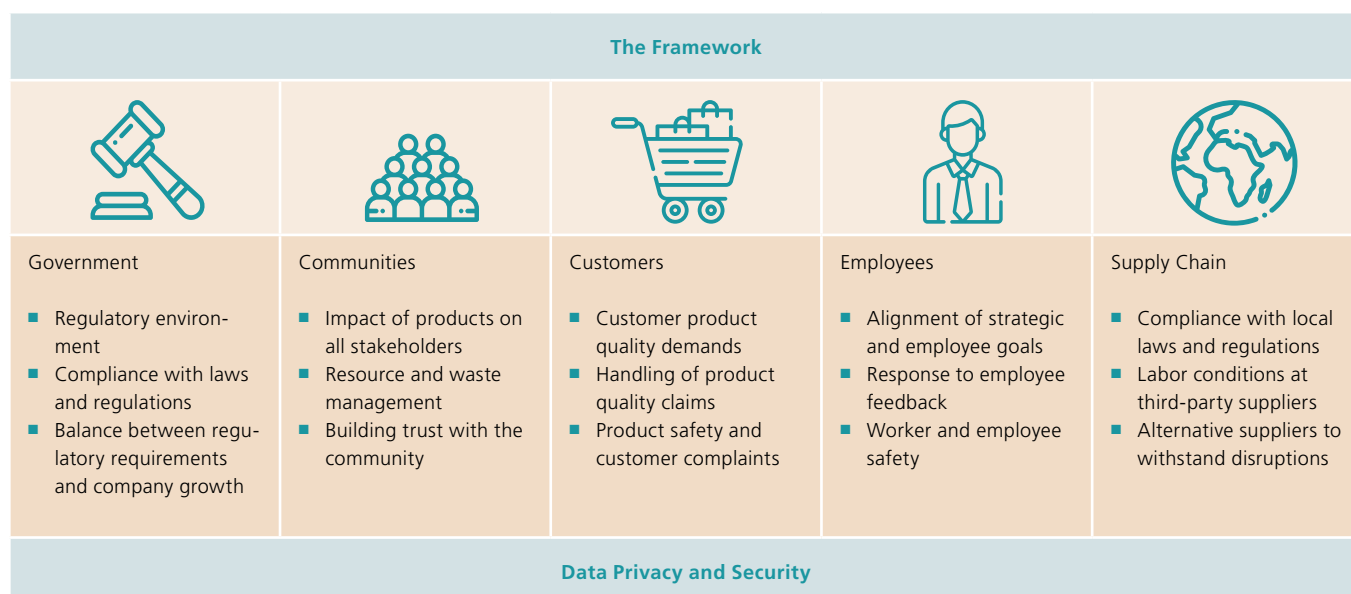 The Framework
Government
■ Regulatory environ-
ment
■ Compliance with laws
and regulations
■ Balance between regu-
latory requirements
and company growth
Communities
■ Impact of products on
all stakeholders
■ Resource and waste
management
■ Building trust with the
community
Customers
■ Customer product
quality demands
■ Handling of product
quality claims
■ Product safety and
customer complaints
Employees
■ Alignment of strategic
and employee goals
■ Response to employee
feedback
■ Worker and employee
safety
Supply Chain
■ Compliance with local
laws and regulations
■ Labor conditions at
third-party suppliers
■ Alternative suppliers to
withstand disruptions
Data Privacy and Security